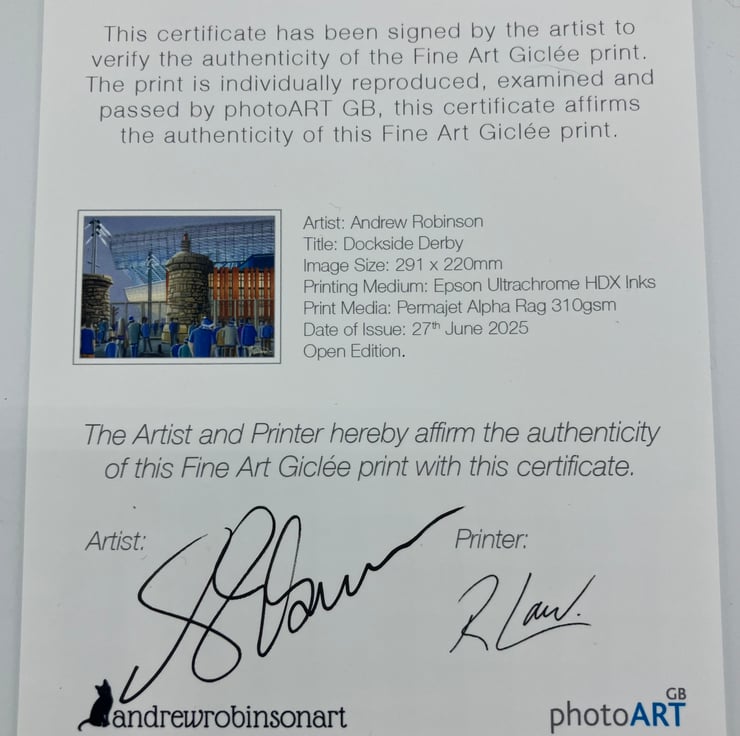 This certificate has been signed by the artist to
verify the authenticity of the Fine Art Giclée print.
The print is individually reproduced, examined and
passed by photoART GB, this certificate affirms
the authenticity of this Fine Art Giclée print.
Artist: Andrew Robinson
Title: Dockside Derby
Image Size: 291 x 220mm
Printing Medium: Epson Ultrachrome HDX Inks
Print Media: Permajet Alpha Rag 310gsm
Date of Issue: 27th June 2025
Open Edition.
The Artist and Printer hereby affirm the authenticity
of this Fine Art Giclée print with this certificate.
Artist:
Printer:
andrewrobinsonart
photoART GB